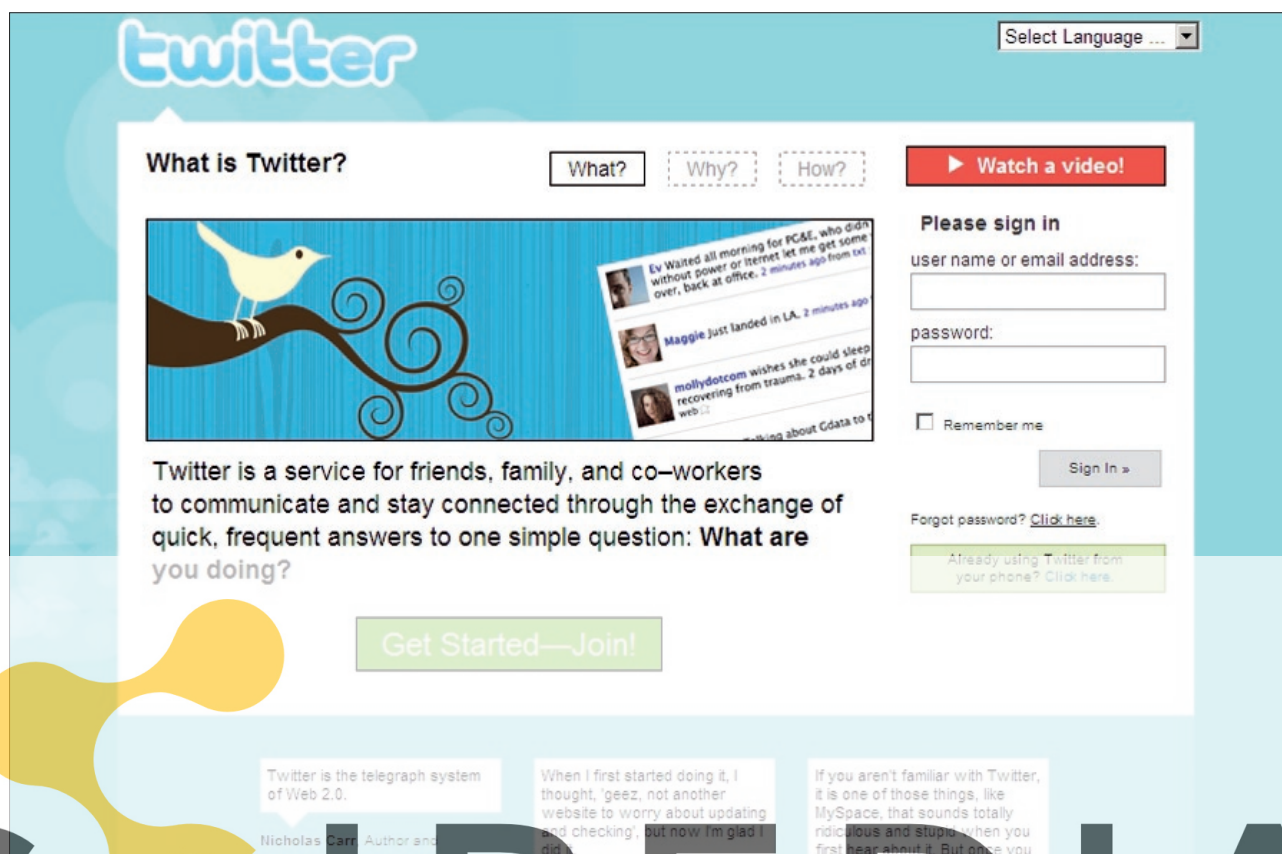 twitter
Select Language ...
What is Twitter?
What?
Why?
How?
Watch a video!
Ev Waited all morning for PG&E, who didn
without power or Iternet let me get some
over, back at office. 2 minutes ago from txt
Maggie Just landed in LA. 2 minutes ago
mollydotcom wishes she could sleep
recovering from trauma. 2 days of dr
web
Talking about Gdata to t
Twitter is a service for friends, family, and co–workers
to communicate and stay connected through the exchange of
quick, frequent answers to one simple question: What are
you doing?
Get Started—Join!
Please sign in
user name or email address:
password:
Remember me
Sign In »
Forgot password? Click here.
Already using Twitter from
your phone? Click here.
Twitter is the telegraph system
of Web 2.0.
Nicholas Carr, Author and
When I first started doing it, I
thought, 'geez, not another
website to worry about updating
and checking', but now I'm glad I
did it.
If you aren't familiar with Twitter,
it is one of those things, like
MySpace, that sounds totally
ridiculous and stupid when you
first hear about it. But once you